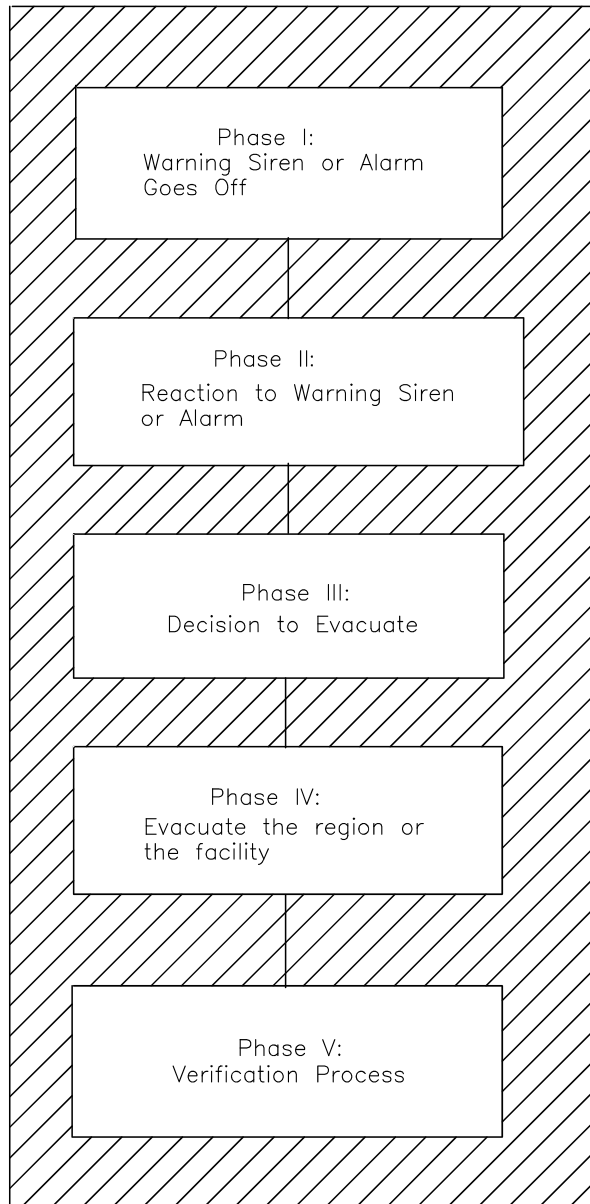 Phase I:
Warning Siren or Alarm
Goes Off
Phase II:
Reaction to Warning Siren
or Alarm
Phase III:
Decision to Evacuate
Phase IV:
Evacuate the region or
the facility
Phase V:
Verification Process